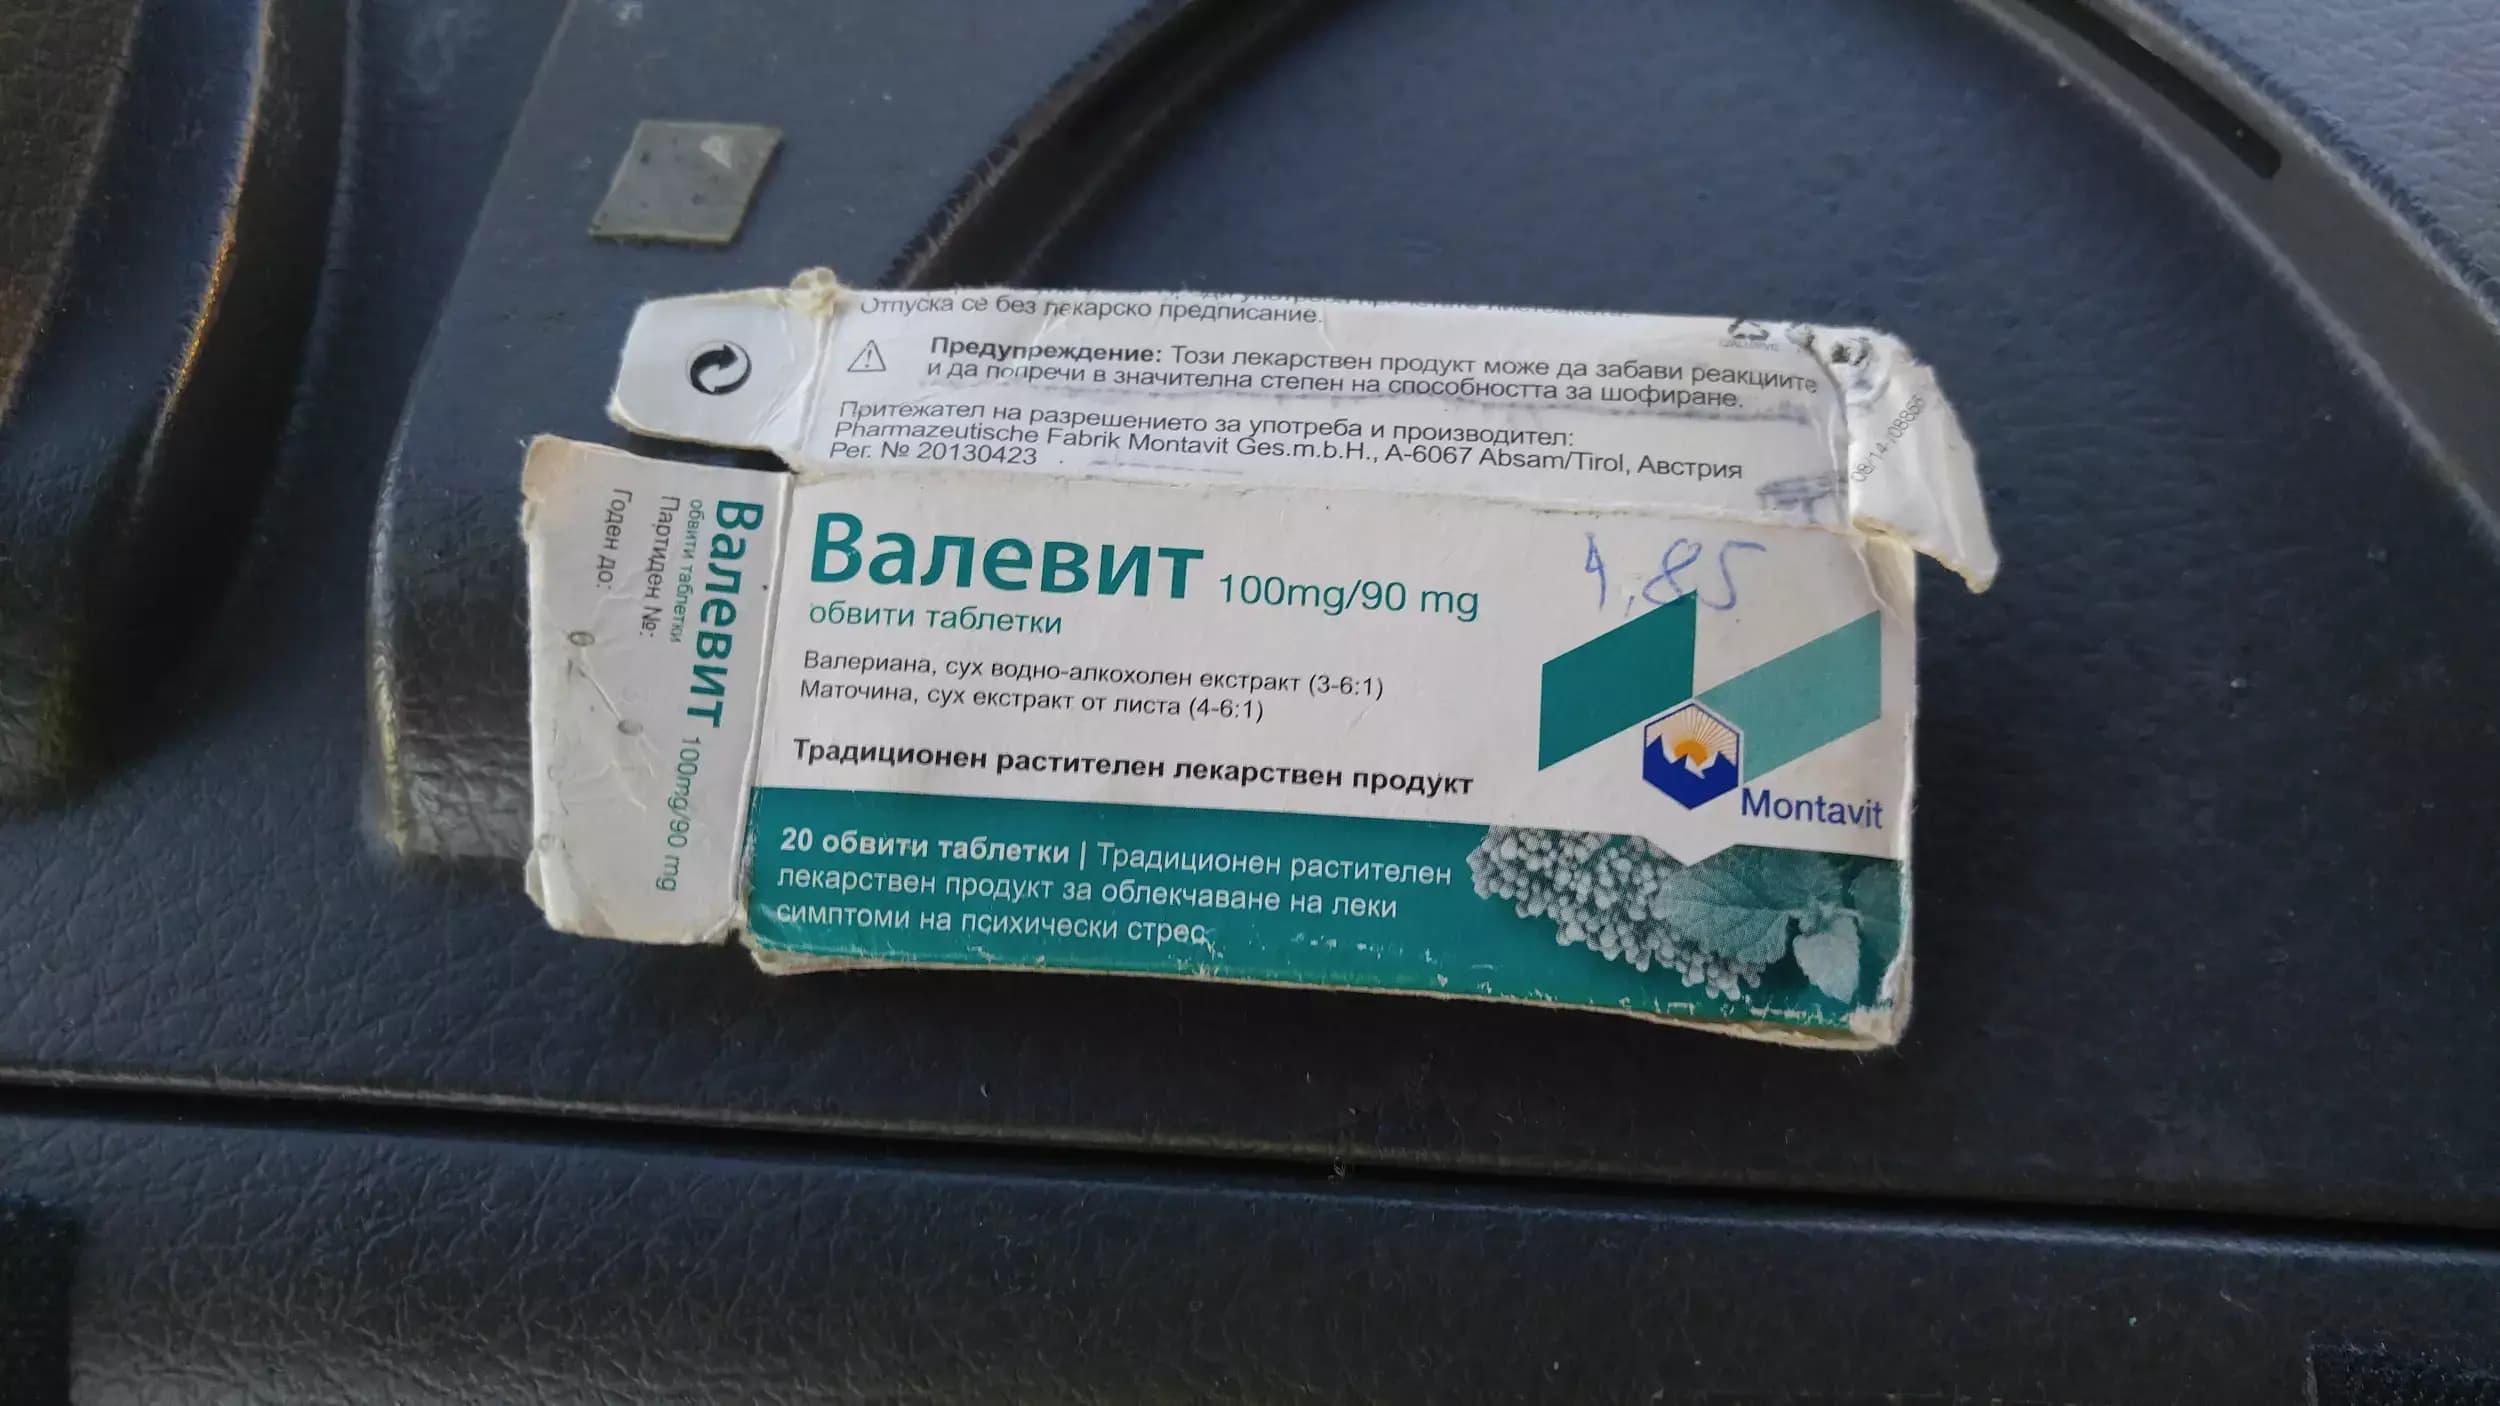 Отпуска се без лекарско предписание.
Предупреждение: Този лекарствен продукт може да забави реакциите
и да попречи в значителна степен на способността за шофиране.
Притежател на разрешението за употреба и производител:
Pharmazeutische Fabrik Montavit Ges.m.b.H., A-6067 Absam/Tirol, Австрия
Рег. № 20130423
08/14
Валевит 100mg/90 mg
обвити таблетки
Партиден №:
Годен до:
Валевит 100mg/90 mg
обвити таблетки
1,85
Валериана, сух водно-алкохолен екстракт (3-6:1)
Маточина, сух екстракт от листа (4-6:1)
Традиционен растителен лекарствен продукт
Montavit
20 обвити таблетки | Традиционен растителен
лекарствен продукт за облекчаване на леки
симптоми на психически стрес